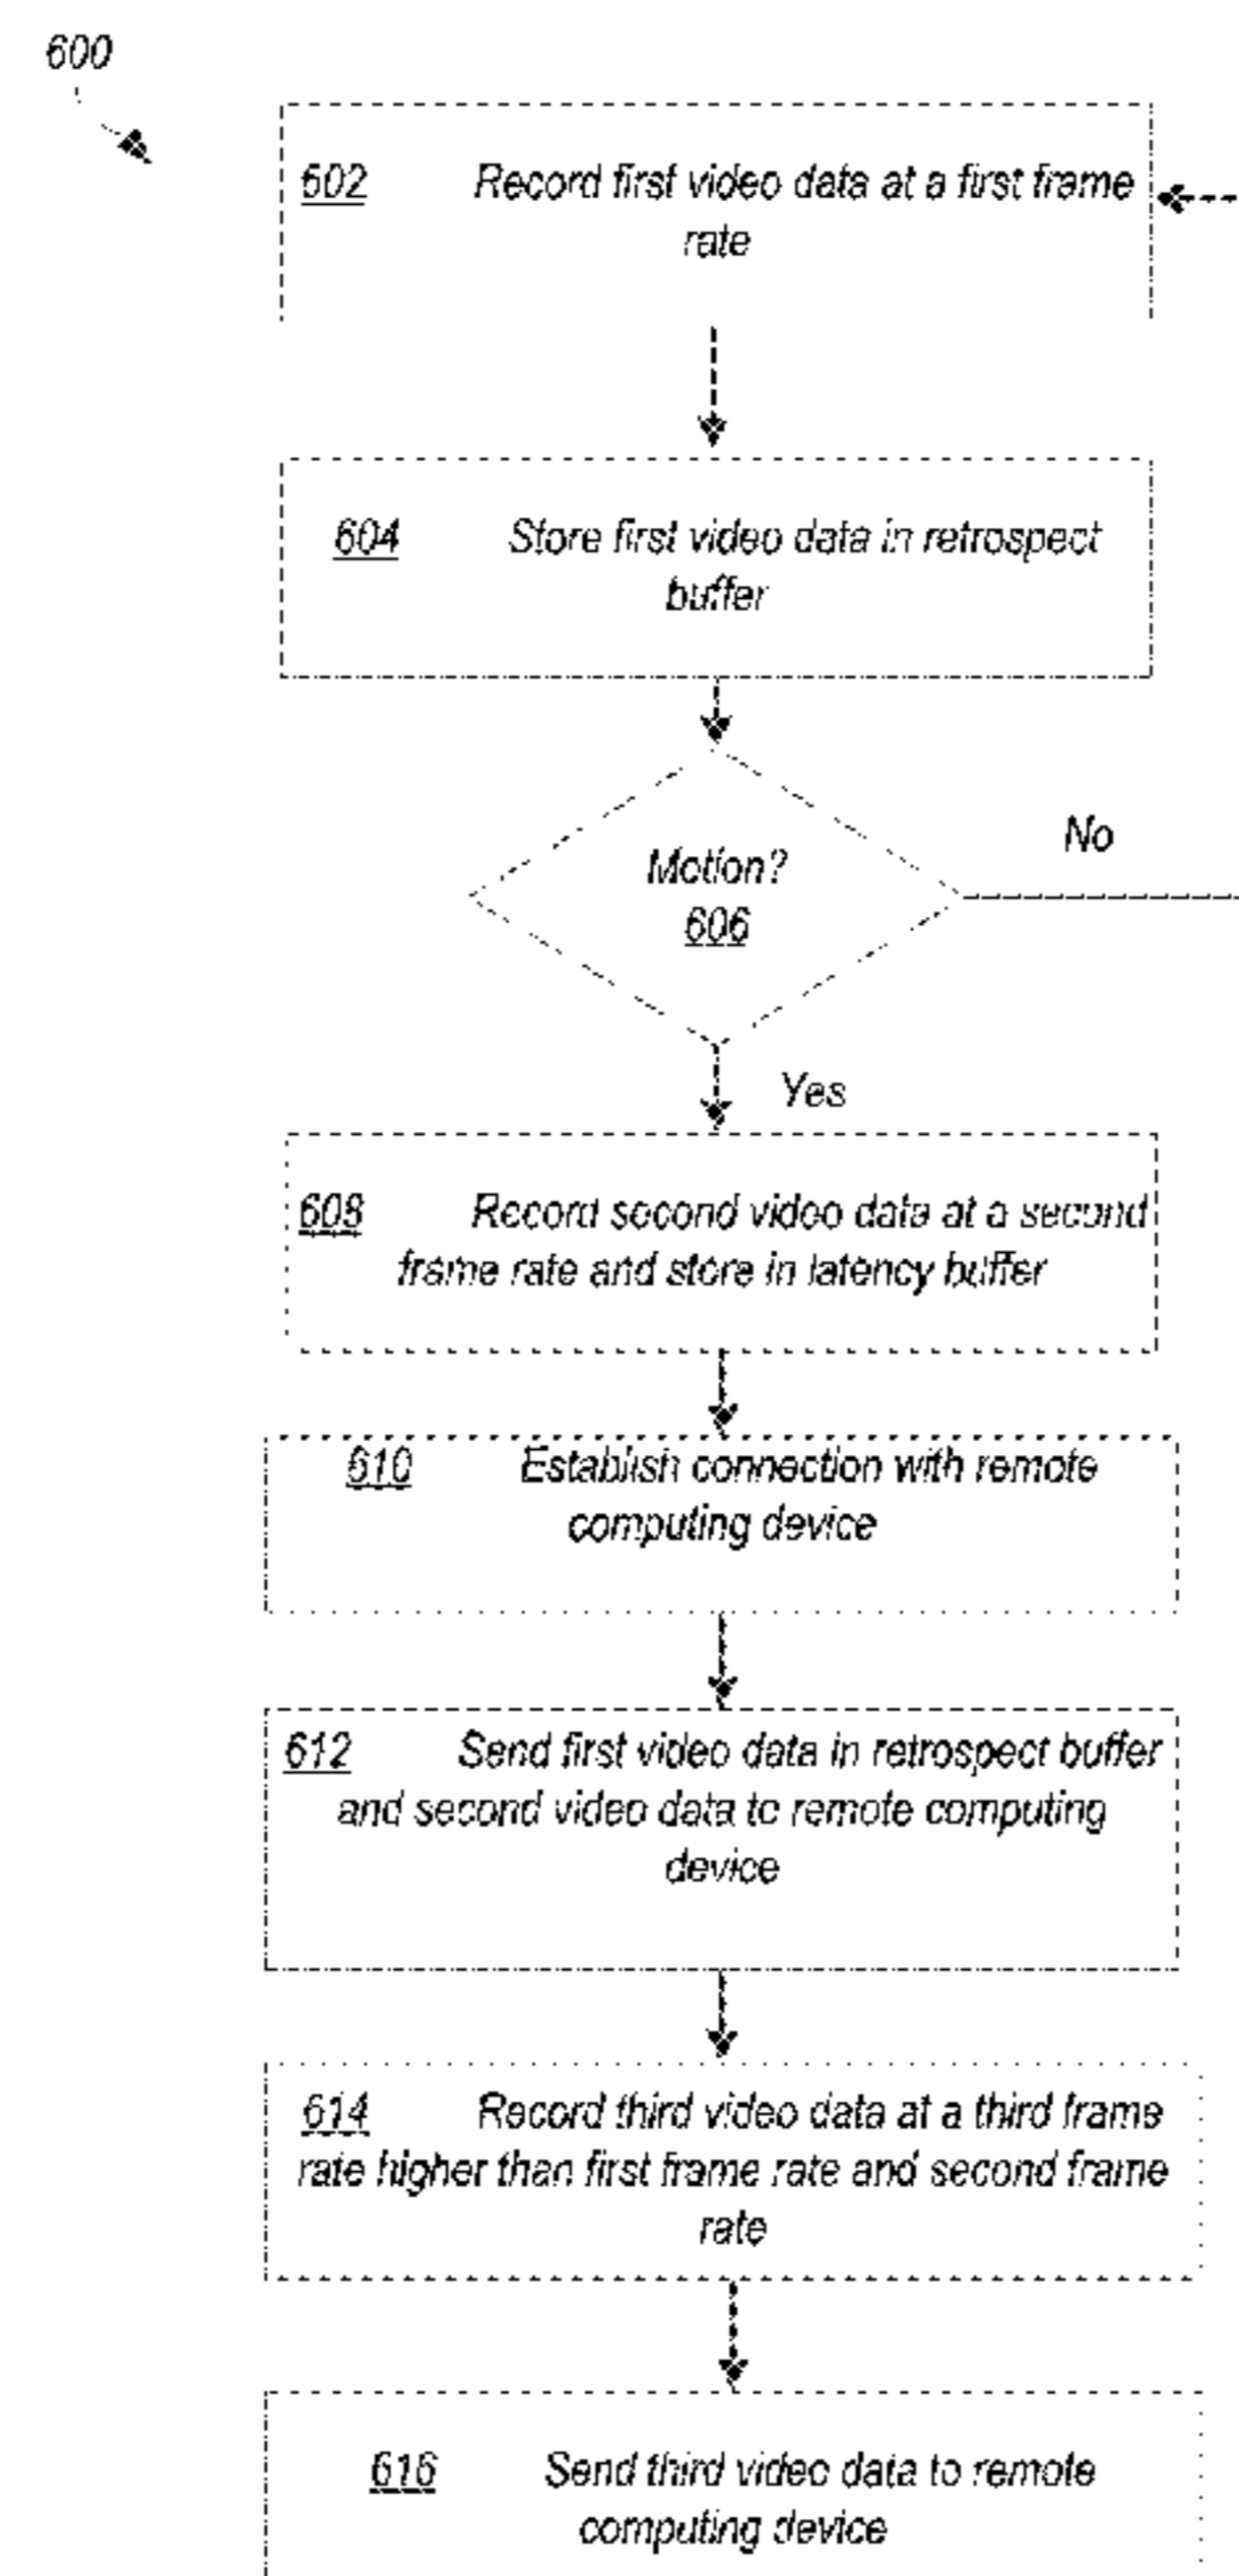 600
602 Record first video data at a first frame
rate
604 Store first video data in retrospect
buffer
Motion?
606
No
Yes
608 Record second video data at a second
frame rate and store in latency buffer
610 Establish connection with remote
computing device
612 Send first video data in retrospect buffer
and second video data to remote computing
device
614 Record third video data at a third frame
rate higher than first frame rate and second frame
rate
616 Send third video data to remote
computing device